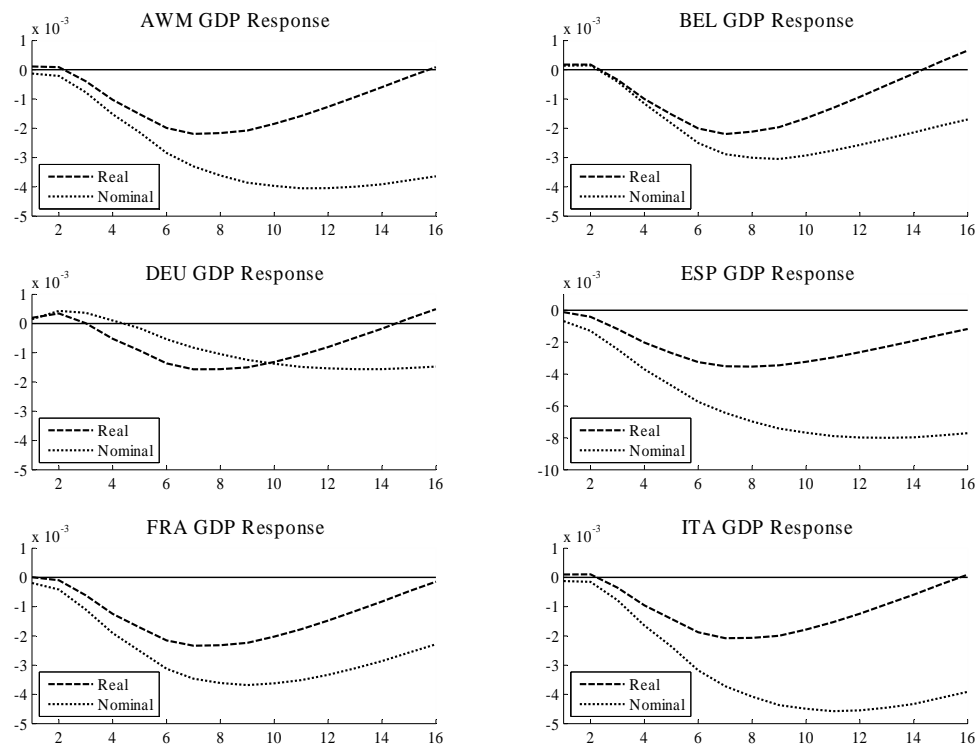 AWM GDP Response
x 10-3
1
0
-1
-2
-3
-4
-5
Real
Nominal
2 4 6 8 10 12 14 16
BEL GDP Response
x 10-3
1
0
-1
-2
-3
-4
-5
Real
Nominal
2 4 6 8 10 12 14 16
DEU GDP Response
x 10-3
1
0
-1
-2
-3
-4
-5
Real
Nominal
2 4 6 8 10 12 14 16
ESP GDP Response
x 10-3
0
-2
-4
-6
-8
-10
Real
Nominal
2 4 6 8 10 12 14 16
FRA GDP Response
x 10-3
1
0
-1
-2
-3
-4
-5
Real
Nominal
2 4 6 8 10 12 14 16
ITA GDP Response
x 10-3
1
0
-1
-2
-3
-4
-5
Real
Nominal
2 4 6 8 10 12 14 16